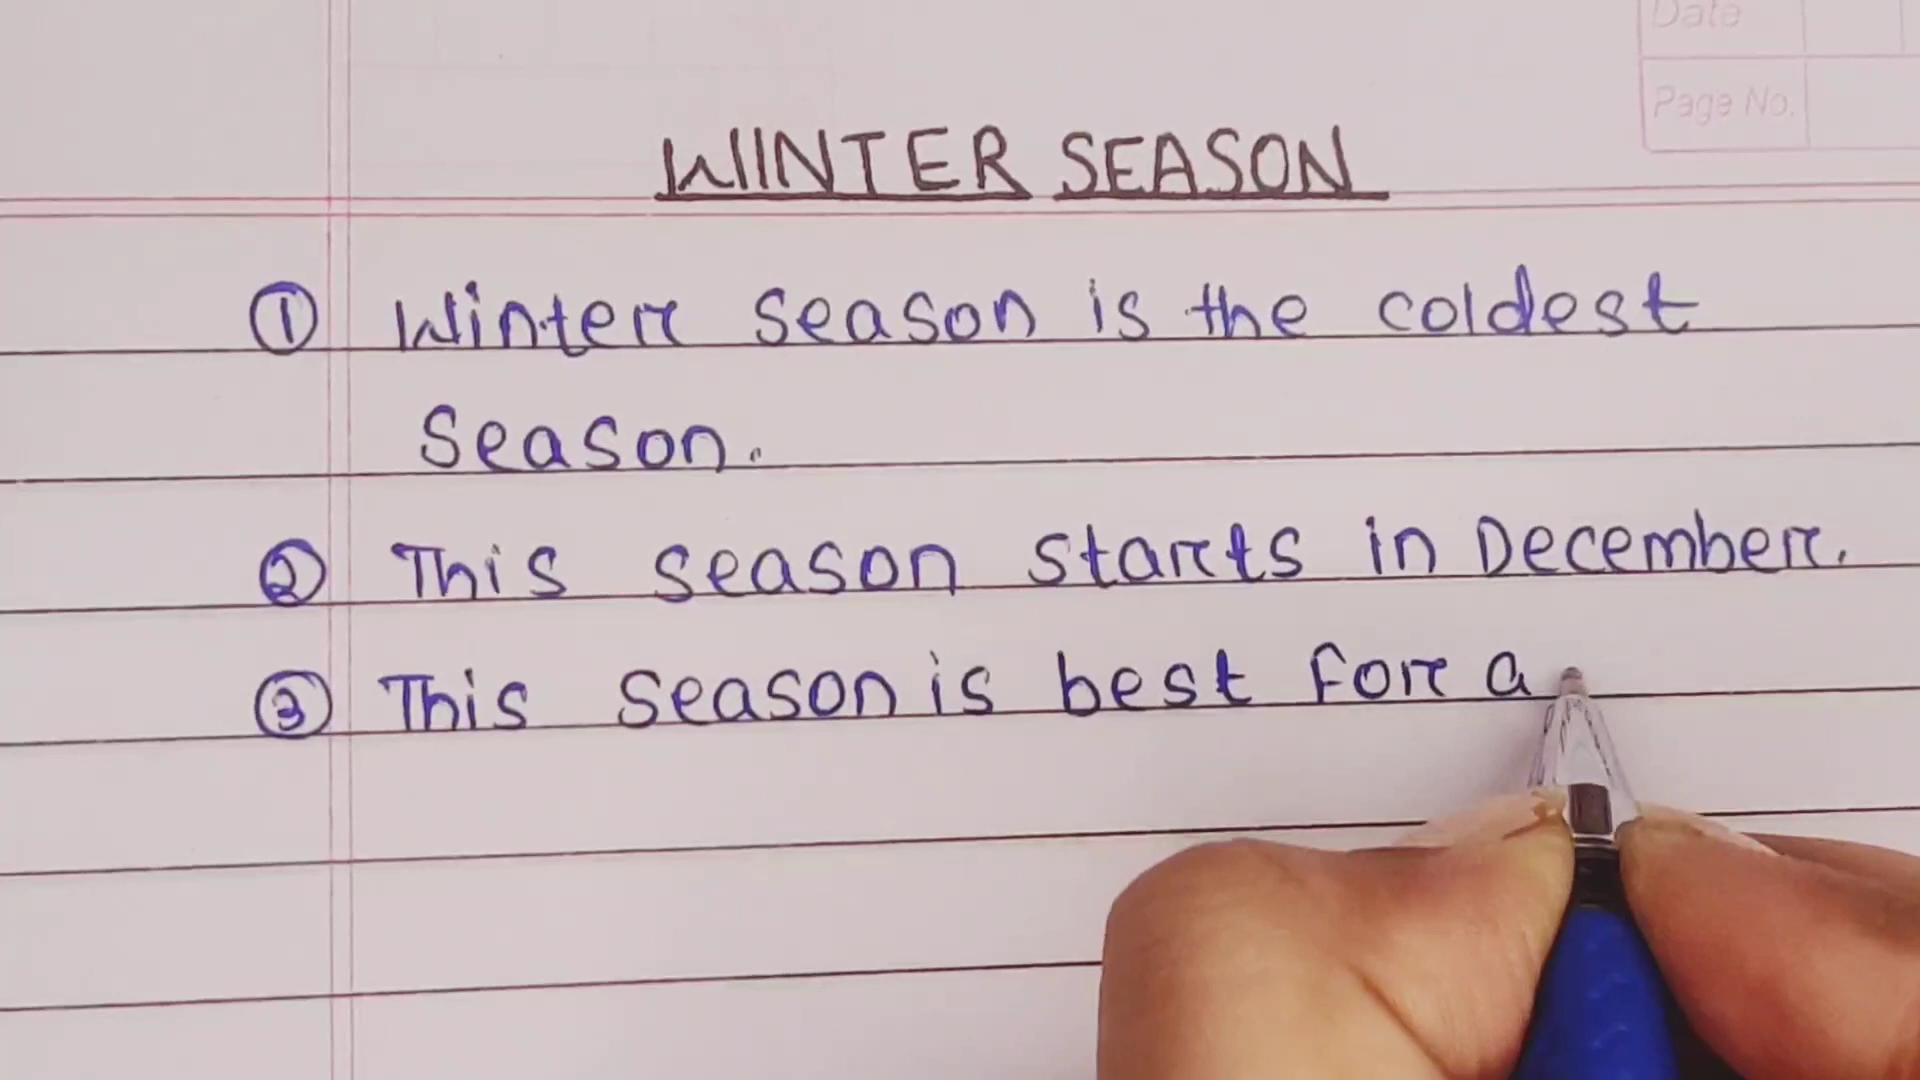 Date
Page No.
WINTER SEASON
① Winter season is the coldest
season.
② This season starts in December.
③ This season is best for a